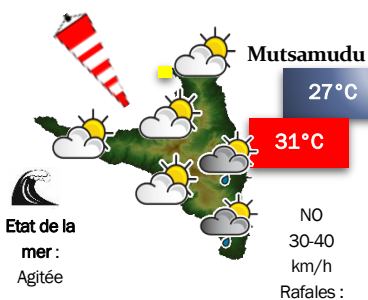 Mutsamudu
27°C
31°C
Etat de la
mer :
Agitée
NO
30-40
km/h
Rafales :